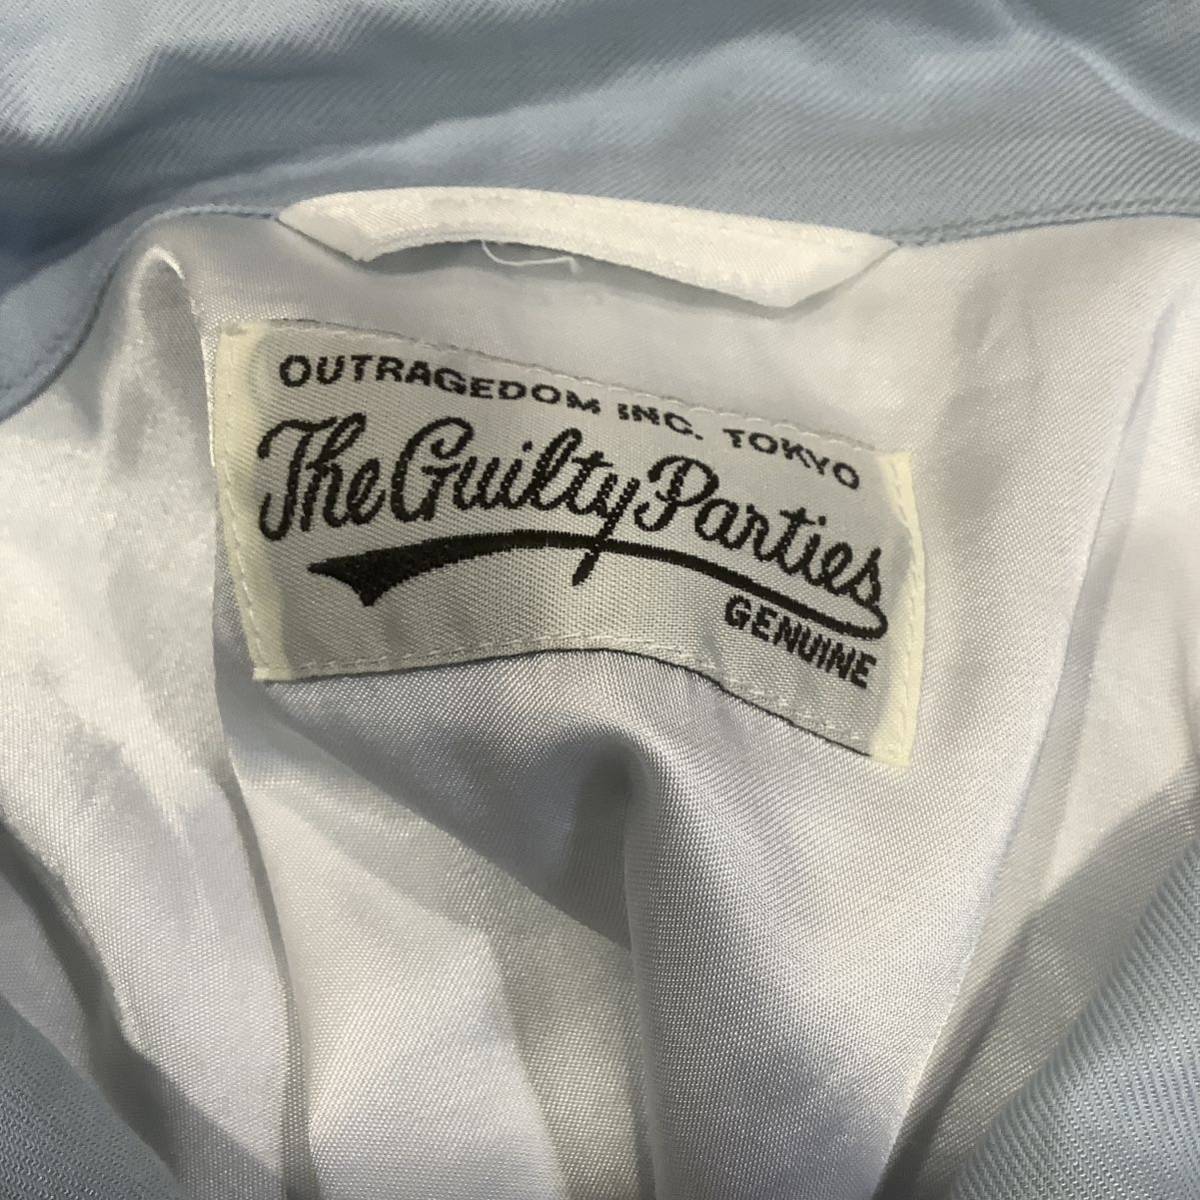 OUTRAGEDOM INC. TOKYO
The Guilty Parties
GENUINE